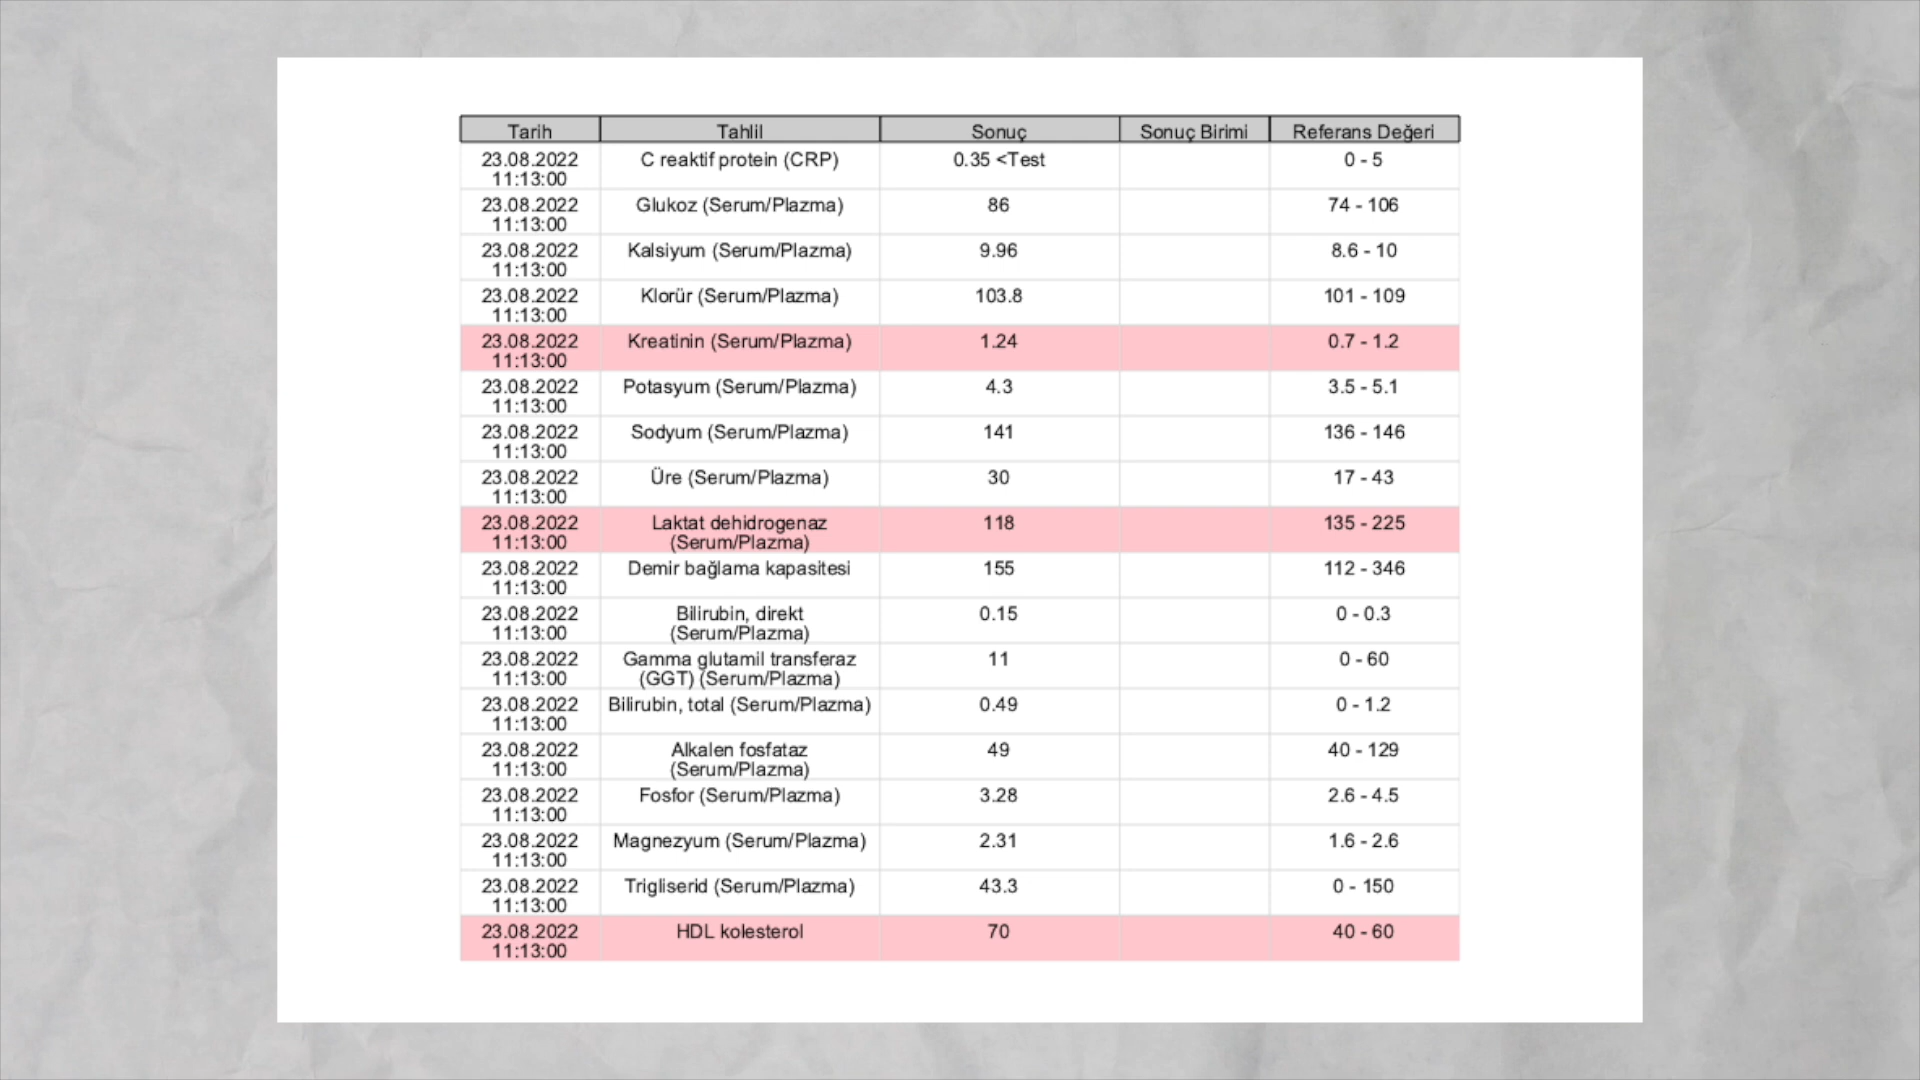 Tarih Tahlil Sonuç Sonuç Birimi Referans Değeri
23.08.2022 C reaktif protein (CRP) 0.35 <Test 0 - 5
11:13:00
23.08.2022 Glukoz (Serum/Plazma) 86 74 - 106
11:13:00
23.08.2022 Kalsiyum (Serum/Plazma) 9.96 8.6 - 10
11:13:00
23.08.2022 Klorür (Serum/Plazma) 103.8 101 - 109
11:13:00
23.08.2022 Kreatinin (Serum/Plazma) 1.24 0.7 - 1.2
11:13:00
23.08.2022 Potasyum (Serum/Plazma) 4.3 3.5 - 5.1
11:13:00
23.08.2022 Sodyum (Serum/Plazma) 141 136 - 146
11:13:00
23.08.2022 Üre (Serum/Plazma) 30 17 - 43
11:13:00
23.08.2022 Laktat dehidrogenaz 118 135 - 225
11:13:00 (Serum/Plazma)
23.08.2022 Demir bağlama kapasitesi 155 112 - 346
11:13:00
23.08.2022 Bilirubin, direkt 0.15 0 - 0.3
11:13:00 (Serum/Plazma)
23.08.2022 Gamma glutamil transferaz 11 0 - 60
11:13:00 (GGT) (Serum/Plazma)
23.08.2022 Bilirubin, total (Serum/Plazma) 0.49 0 - 1.2
11:13:00
23.08.2022 Alkalen fosfataz 49 40 - 129
11:13:00 (Serum/Plazma)
23.08.2022 Fosfor (Serum/Plazma) 3.28 2.6 - 4.5
11:13:00
23.08.2022 Magnezyum (Serum/Plazma) 2.31 1.6 - 2.6
11:13:00
23.08.2022 Trigliserid (Serum/Plazma) 43.3 0 - 150
11:13:00
23.08.2022 HDL kolesterol 70 40 - 60
11:13:00